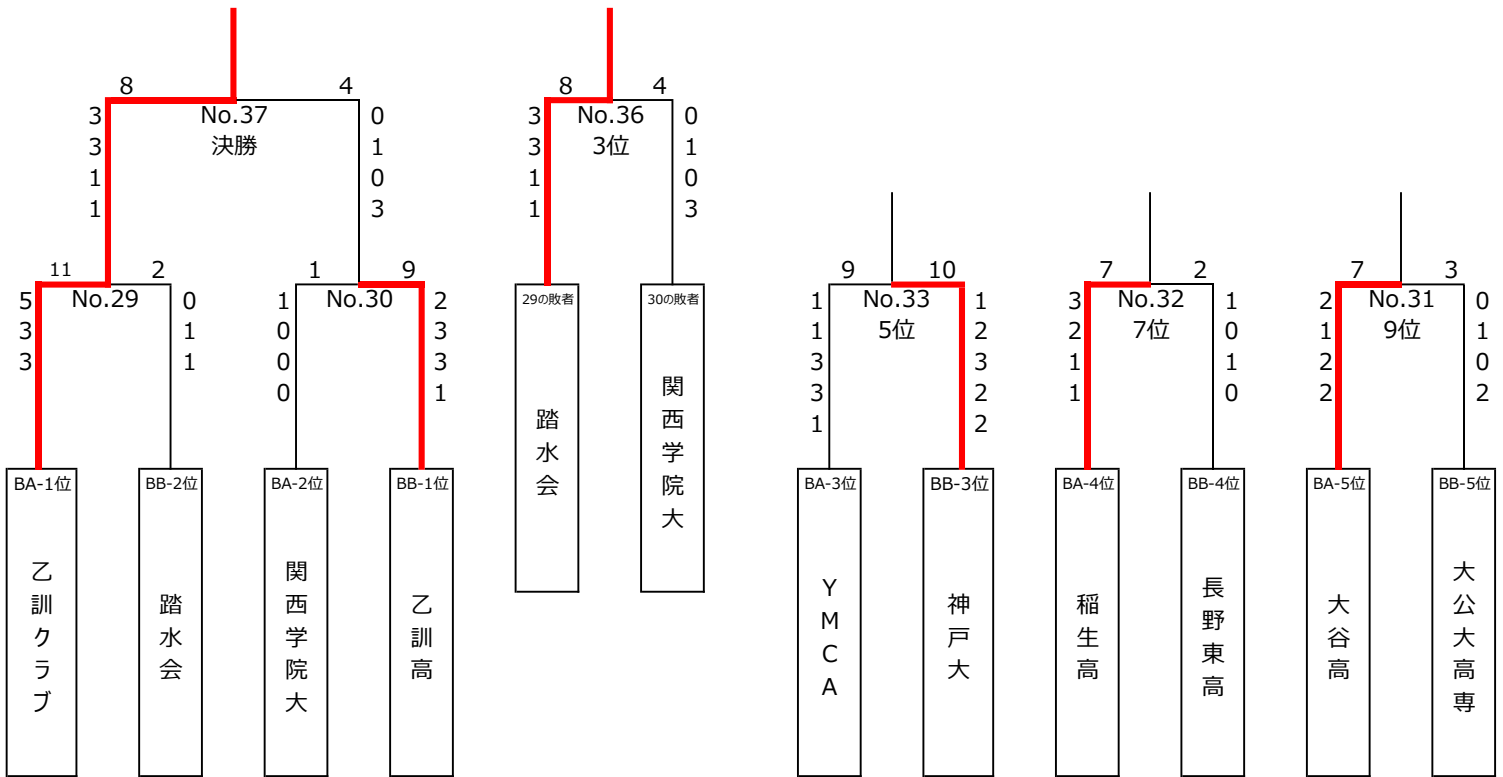 8 4
No.37
決勝
3 0
3 1
1 0
1 3
8 4
No.36
3位
3 0
3 1
1 0
1 3
11 2
No.29
5 0
3 1
3 1
1 9
No.30
1 2
0 3
0 3
0 1
9 10
No.33
5位
1 1
1 2
3 3
3 2
1 2
7 2
No.32
7位
3 1
2 0
1 1
1 0
7 3
No.31
9位
2 0
1 1
2 0
2 2
29の敗者
踏水会
30の敗者
関西学院大
BA-1位
乙訓クラブ
BB-2位
踏水会
BA-2位
関西学院大
BB-1位
乙訓高
BA-3位
YMCA
BB-3位
神戸大
BA-4位
稲生高
BB-4位
長野東高
BA-5位
大谷高
BB-5位
大公大高専